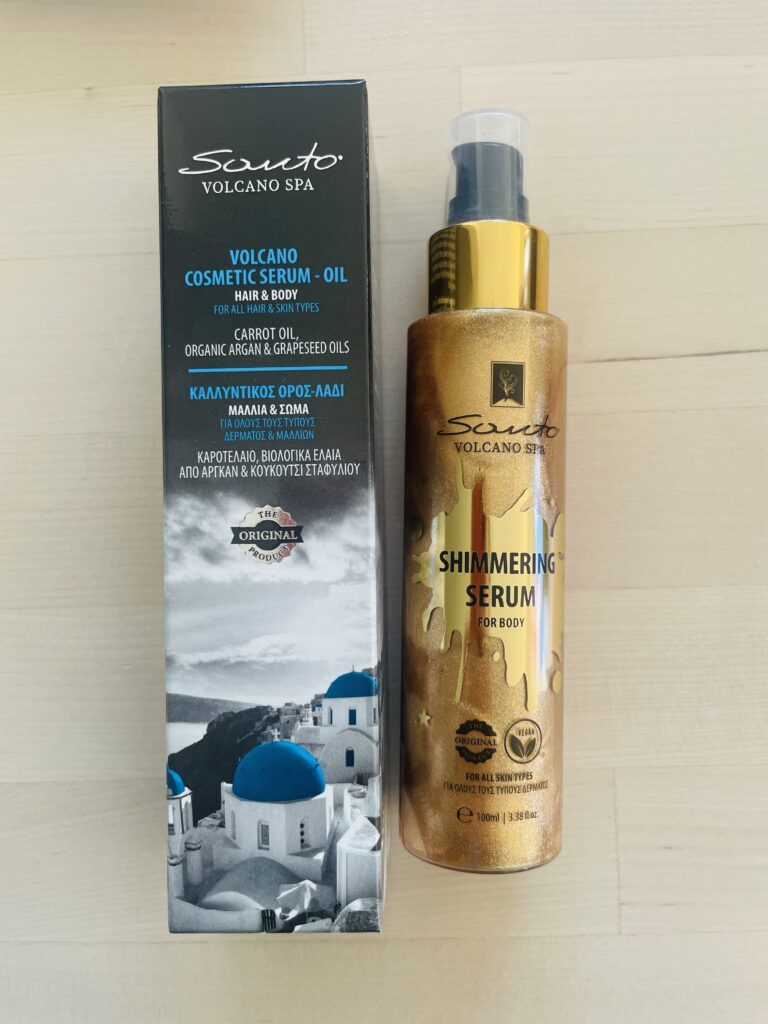 Santo
VOLCANO SPA
VOLCANO
COSMETIC SERUM - OIL
HAIR & BODY
FOR ALL HAIR & SKIN TYPES
CARROT OIL,
ORGANIC ARGAN & GRAPESEED OILS
ΚΑΛΛΥΝΤΙΚΟΣ ΟΡΟΣ-ΛΑΔΙ
ΜΑΛΛΙΑ & ΣΩΜΑ
ΓΙΑ ΟΛΟΥΣ ΤΟΥΣ ΤΥΠΟΥΣ
ΔΕΡΜΑΤΟΣ & ΜΑΛΛΙΩΝ
ΚΑΡΟΤΕΛΑΙΟ, ΒΙΟΛΟΓΙΚΑ ΕΛΑΙΑ
ΑΠΟ ΑΡΓΚΑΝ & ΚΟΥΚΟΥΤΣΙ ΣΤΑΦΥΛΙΟΥ
THE
ORIGINAL
PRODUCT
Santo
VOLCANO SPA
SHIMMERING
SERUM
FOR BODY
THE
ORIGINAL
PRODUCT
VEGAN
FOR ALL SKIN TYPES
ΓΙΑ ΟΛΟΥΣ ΤΟΥΣ ΤΥΠΟΥΣ ΔΕΡΜΑΤΟΣ
℮ 100ml | 3.38 fl.oz.